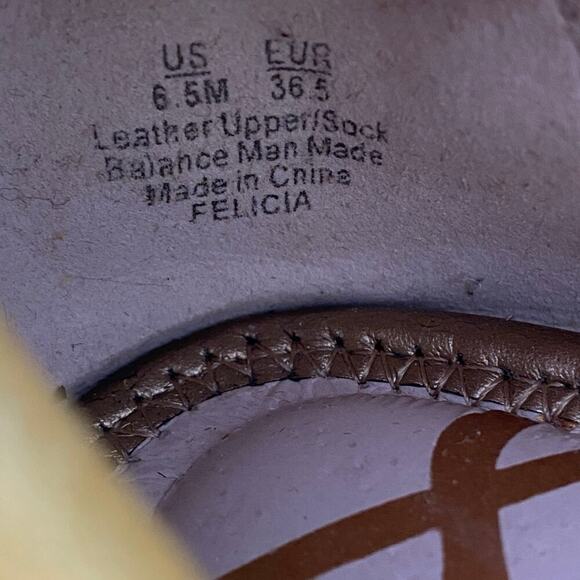 US EUR
6.5M 36.5
Leather Upper/Sock
Balance Man Made
Made in China
FELICIA